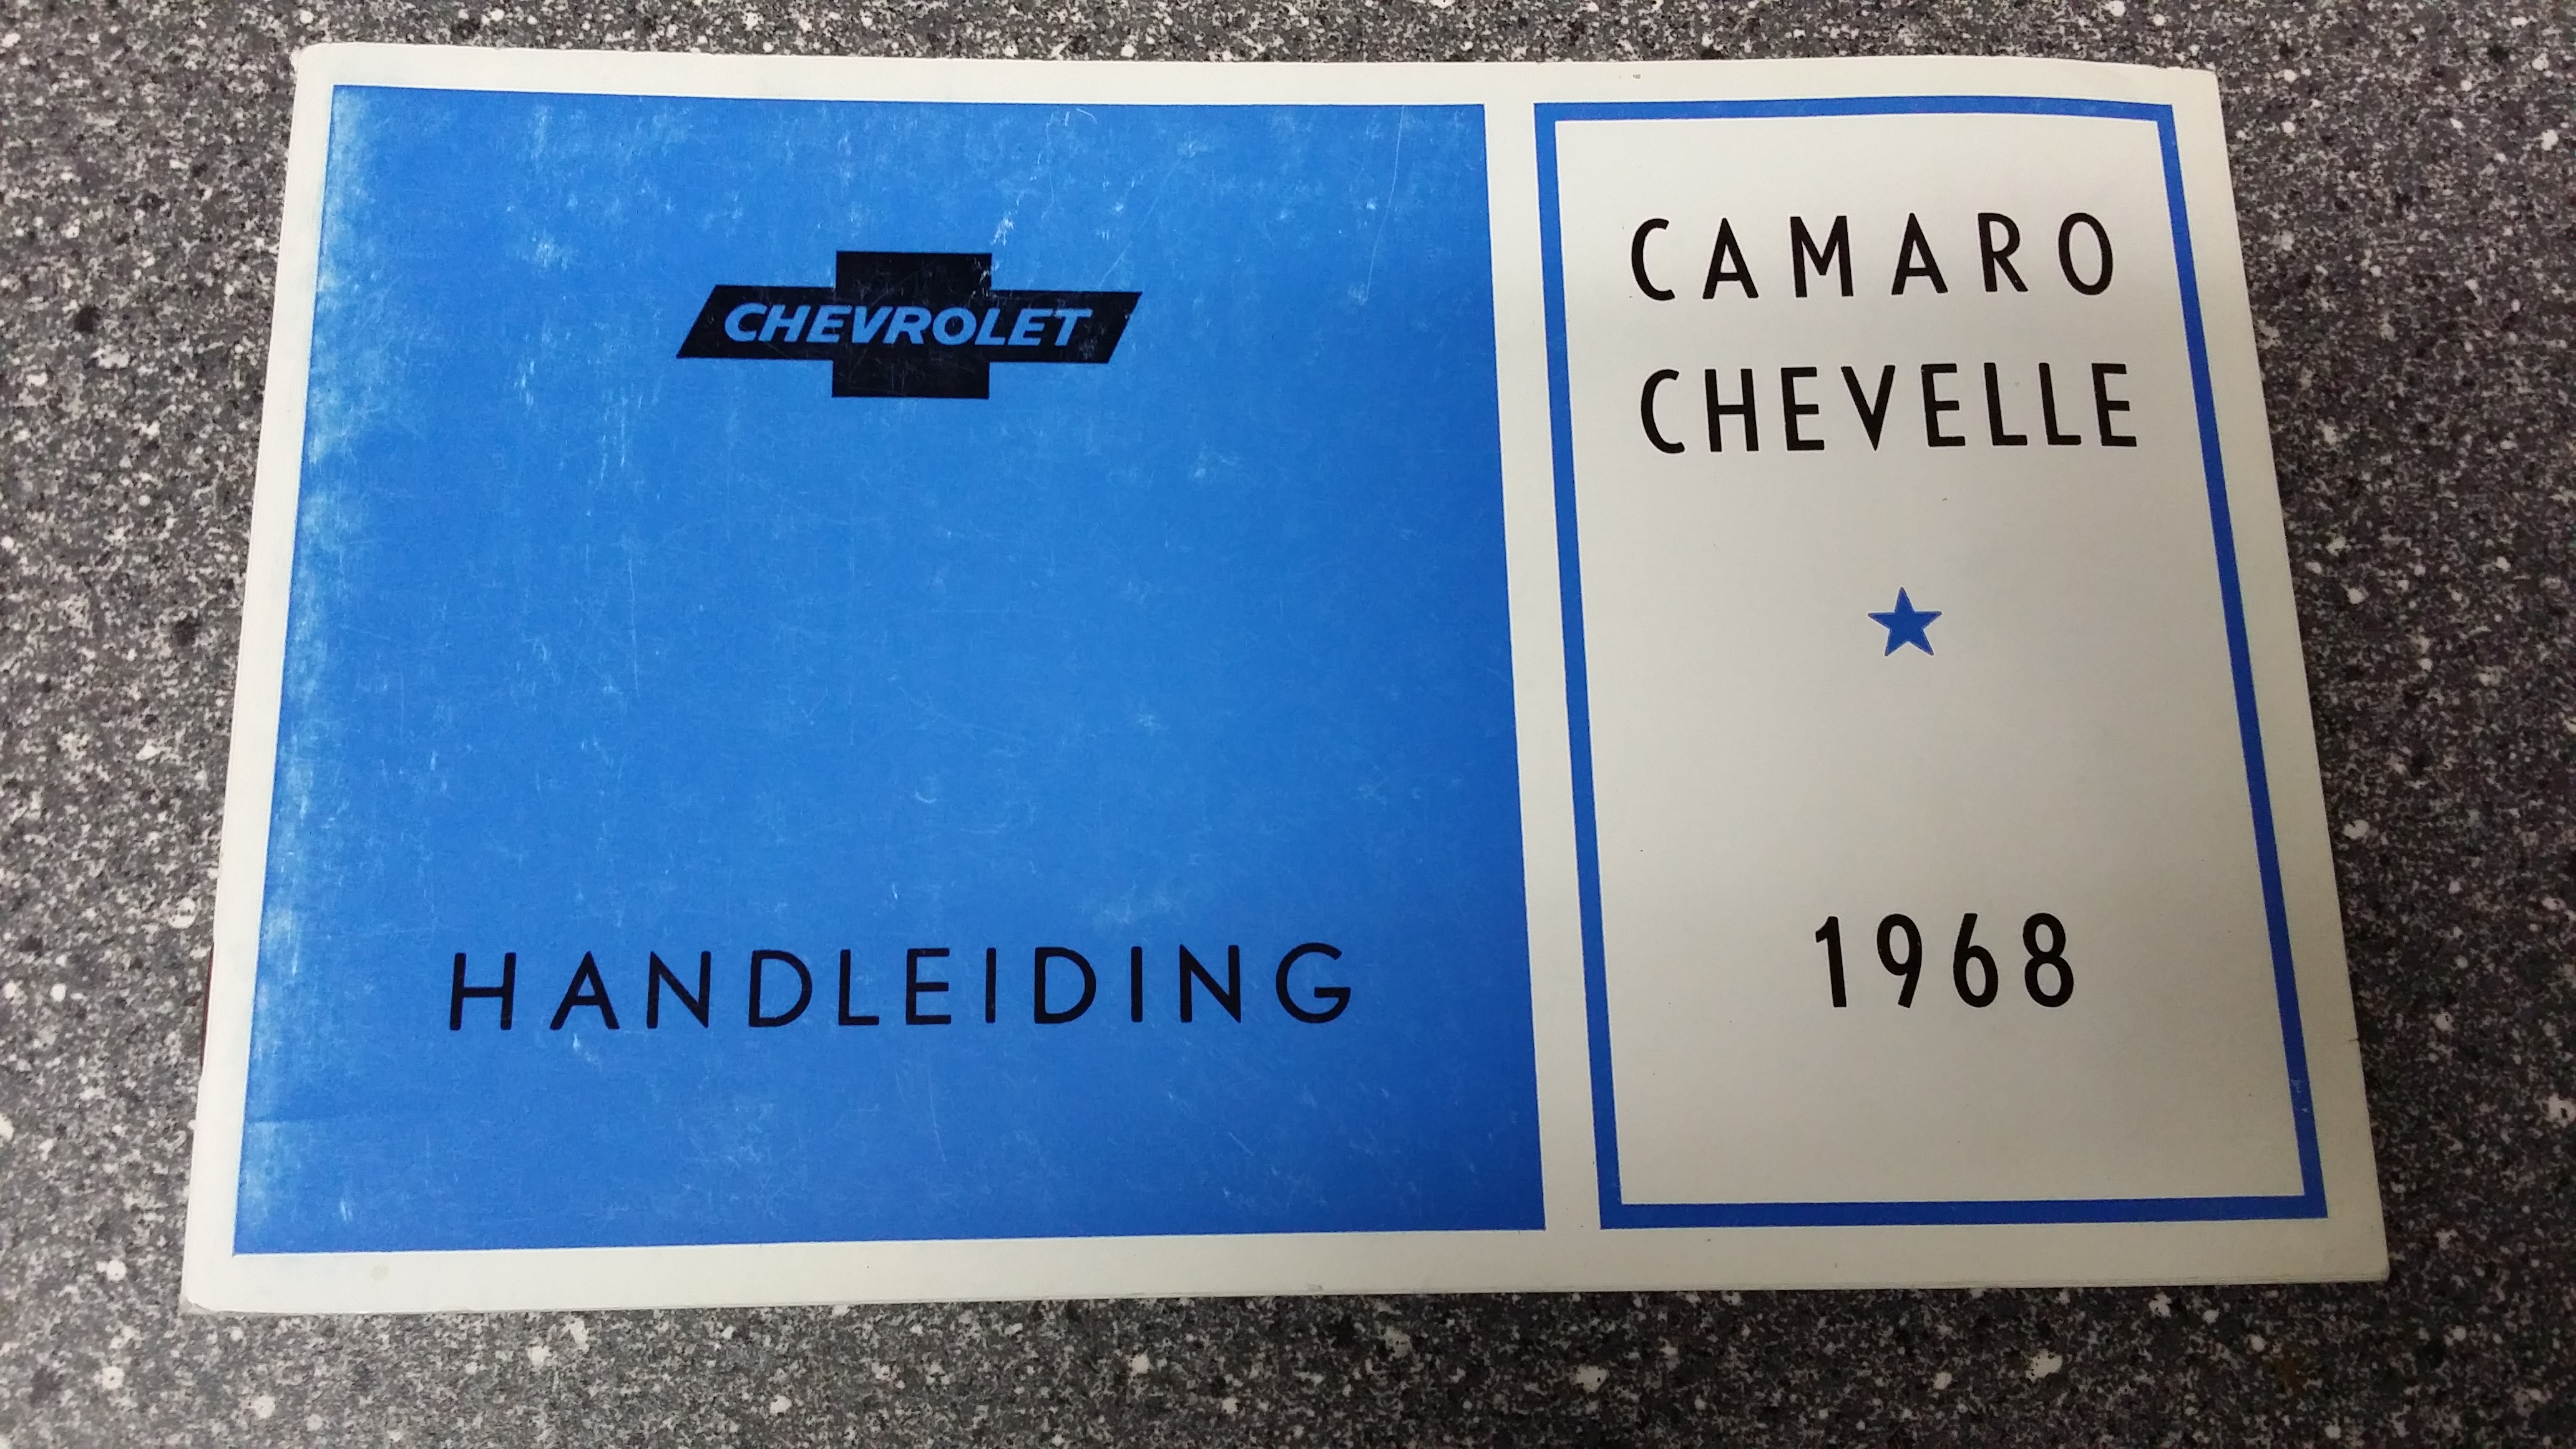 CHEVROLET
HANDLEIDING
CAMARO
CHEVELLE
1968